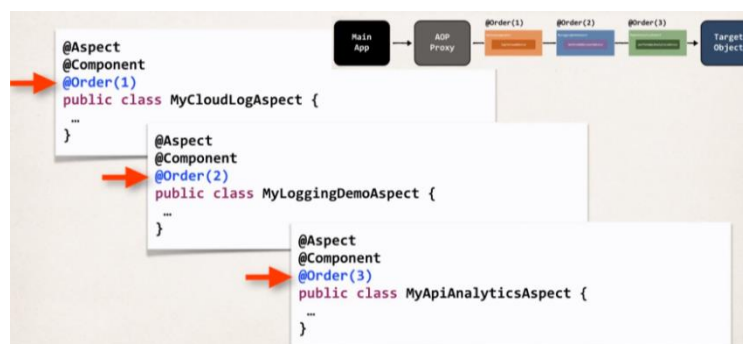 @Order(1) @Order(2) @Order(3)
Main
App
AOP
Proxy
Target
Object
@Aspect
@Component
@Order(1)
public class MyCloudLogAspect {
…
}
@Aspect
@Component
@Order(2)
public class MyLoggingDemoAspect {
…
}
@Aspect
@Component
@Order(3)
public class MyApiAnalyticsAspect {
…
}